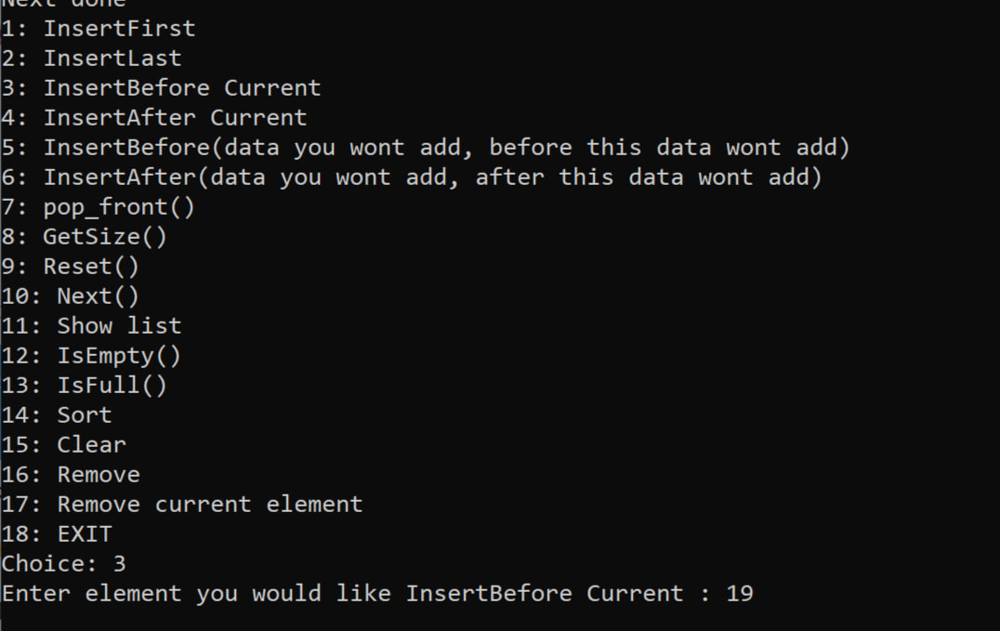 Next done
1: InsertFirst
2: InsertLast
3: InsertBefore Current
4: InsertAfter Current
5: InsertBefore(data you wont add, before this data wont add)
6: InsertAfter(data you wont add, after this data wont add)
7: pop_front()
8: GetSize()
9: Reset()
10: Next()
11: Show list
12: IsEmpty()
13: IsFull()
14: Sort
15: Clear
16: Remove
17: Remove current element
18: EXIT
Choice: 3
Enter element you would like InsertBefore Current : 19